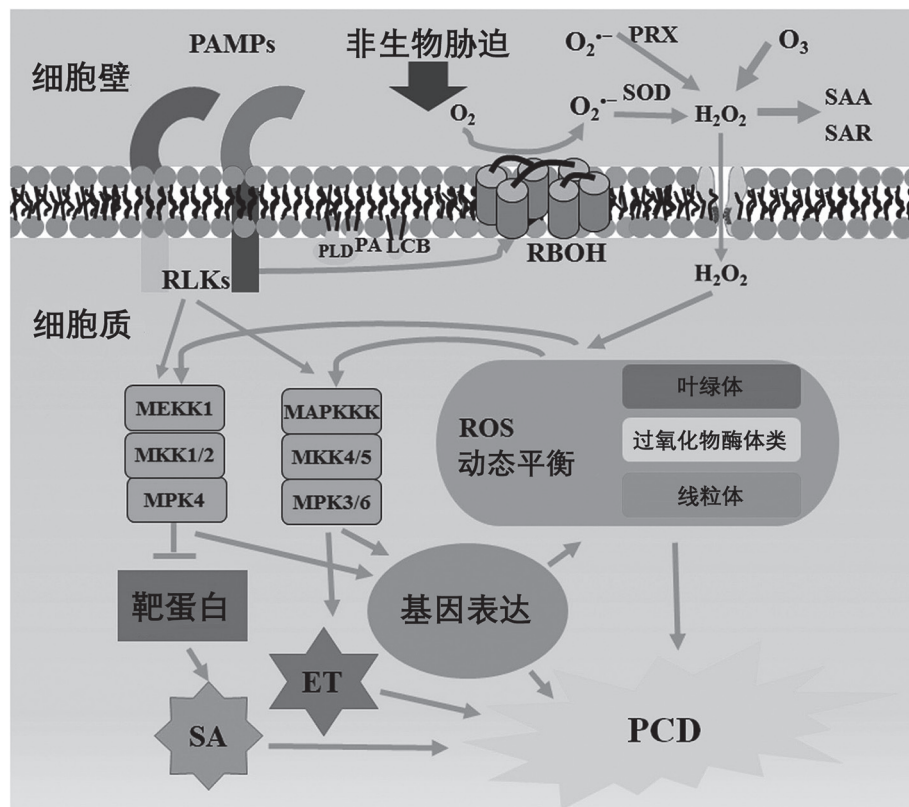 PAMPs
非生物胁迫
O₂•− PRX
O₃
细胞壁
O₂
O₂•− SOD
H₂O₂
SAA
SAR
PLD PA LCB
RBOH
RLKs
H₂O₂
细胞质
MEKK1
MKK1/2
MPK4
MAPKKK
MKK4/5
MPK3/6
ROS
动态平衡
叶绿体
过氧化物酶体类
线粒体
靶蛋白
基因表达
ET
SA
PCD